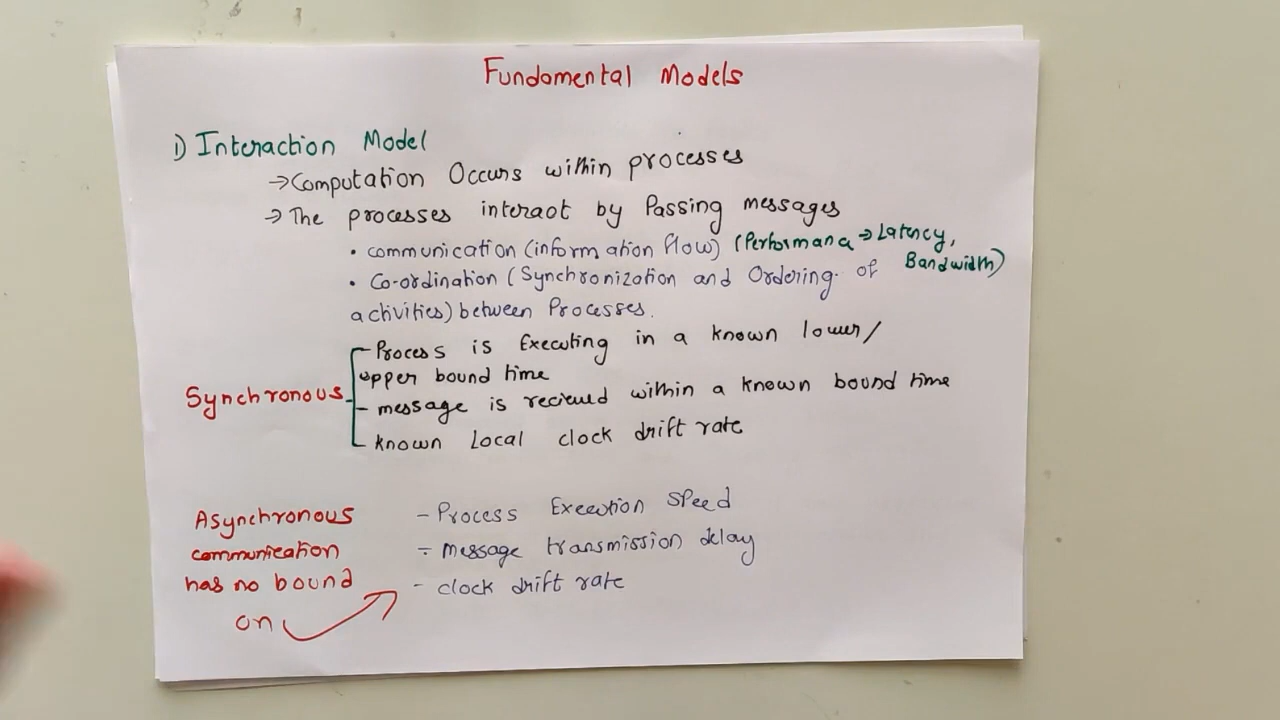 Fundamental Models
1) Interaction Model
→ Computation Occurs within processes
→ The processes interact by Passing messages
• communication (information flow) (Performana → Latency, Bandwidth)
• Co-ordination (Synchronization and Ordering of
activities) between Processes.
Synchronous
- Process is Executing in a known lower/
upper bound time
- message is recieved within a known bound time
- known Local clock drift rate
Asynchronous
communication
has no bound
on
- Process Execution Speed
- Message transmission delay
- clock drift rate